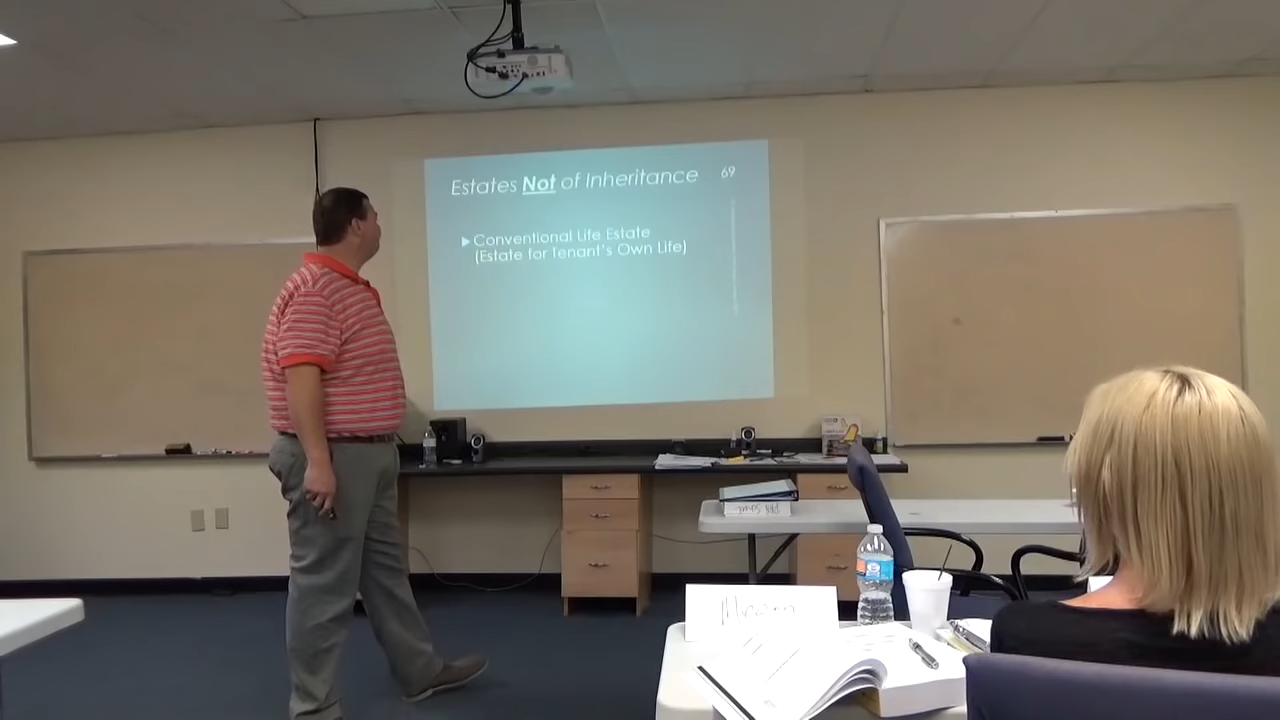 Estates Not of Inheritance
69
Conventional Life Estate
(Estate for Tenant's Own Life)